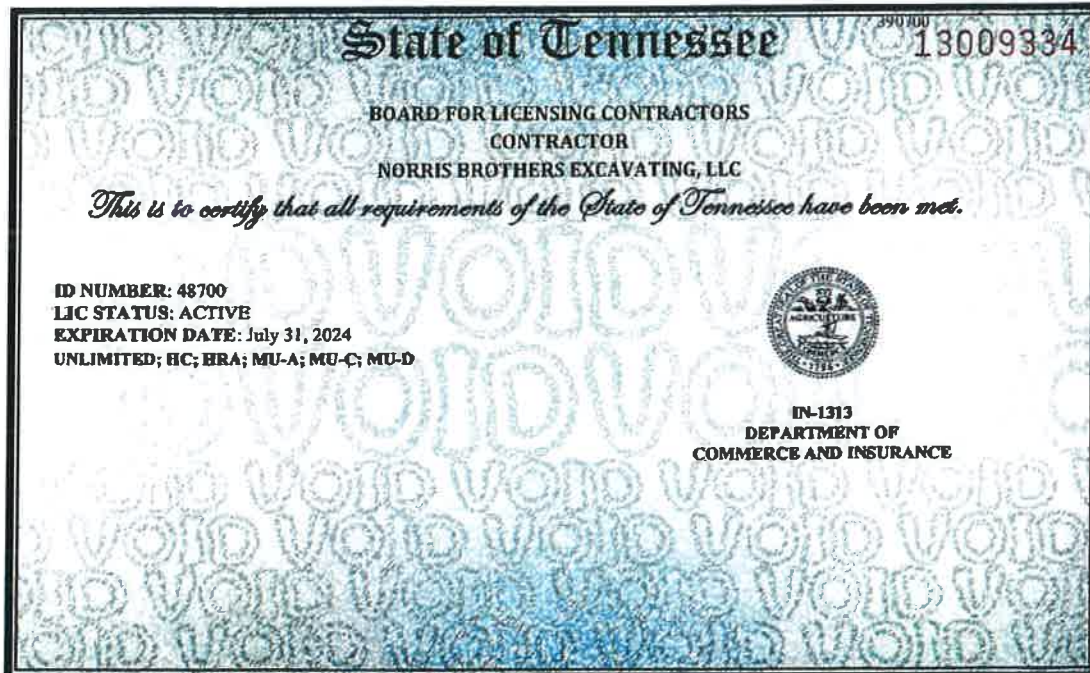 390700
State of Tennessee
13009334
BOARD FOR LICENSING CONTRACTORS
CONTRACTOR
NORRIS BROTHERS EXCAVATING, LLC
This is to certify that all requirements of the State of Tennessee have been met.
ID NUMBER: 48700
LIC STATUS: ACTIVE
EXPIRATION DATE: July 31, 2024
UNLIMITED; HC; HRA; MU-A; MU-C; MU-D
AGRICULTURE
1796
IN-1313
DEPARTMENT OF
COMMERCE AND INSURANCE
VOID